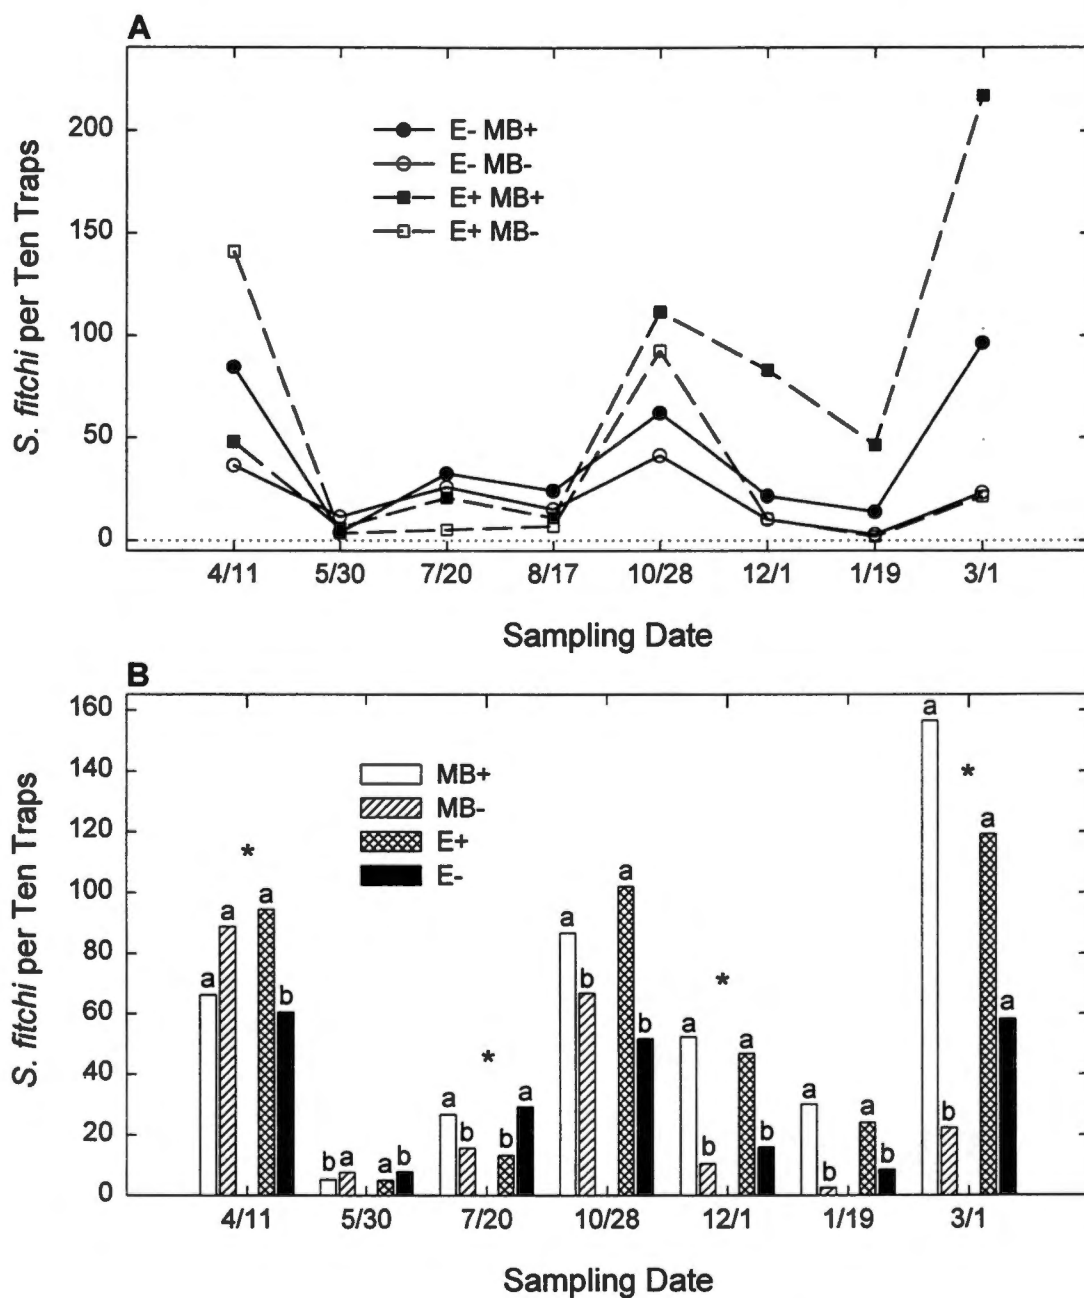 A
S. fitchi per Ten Traps
200
150
100
50
0
E- MB+
E- MB-
E+ MB+
E+ MB-
4/11 5/30 7/20 8/17 10/28 12/1 1/19 3/1
Sampling Date
B
S. fitchi per Ten Traps
160
140
120
100
80
60
40
20
0
MB+
MB-
E+
E-
a a * a b
b a a b
a b * b a
a b a b
a b * a b
a b a b
a b * a a
4/11 5/30 7/20 10/28 12/1 1/19 3/1
Sampling Date